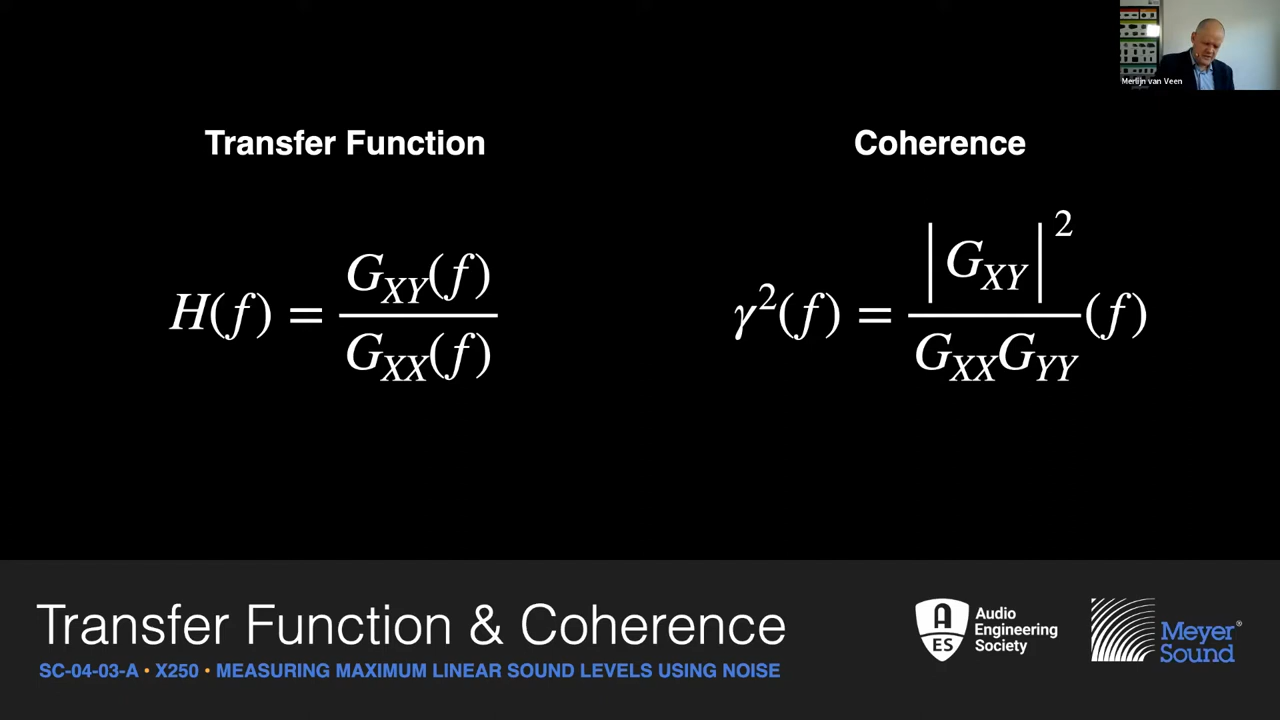 Merlijn van Veen
Transfer Function
Coherence
H(f) = G_XY(f) / G_XX(f)
γ²(f) = |G_XY|² / G_XX G_YY (f)
Transfer Function & Coherence
SC-04-03-A • X250 • MEASURING MAXIMUM LINEAR SOUND LEVELS USING NOISE
AES
Audio
Engineering
Society
Meyer
Sound®